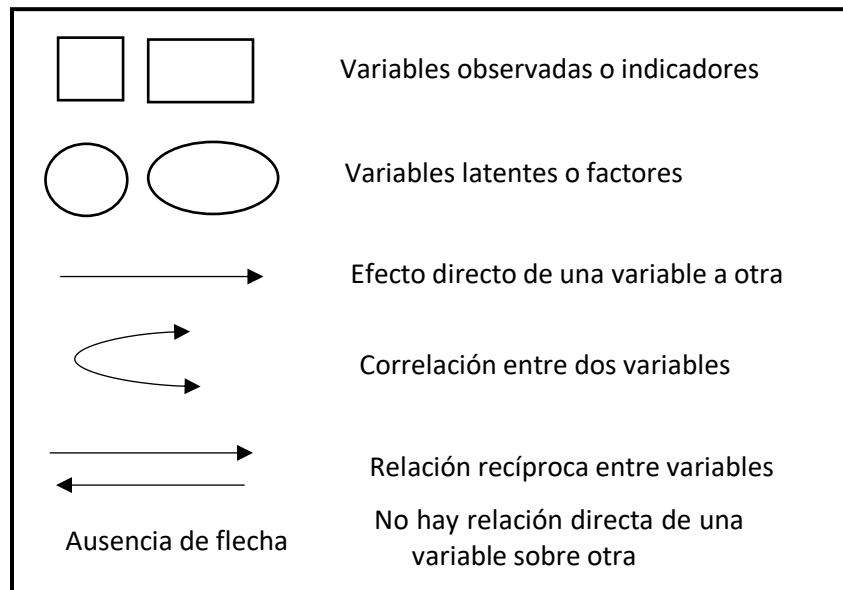 Variables observadas o indicadores
Variables latentes o factores
Efecto directo de una variable a otra
Correlación entre dos variables
Relación recíproca entre variables
Ausencia de flecha
No hay relación directa de una
variable sobre otra